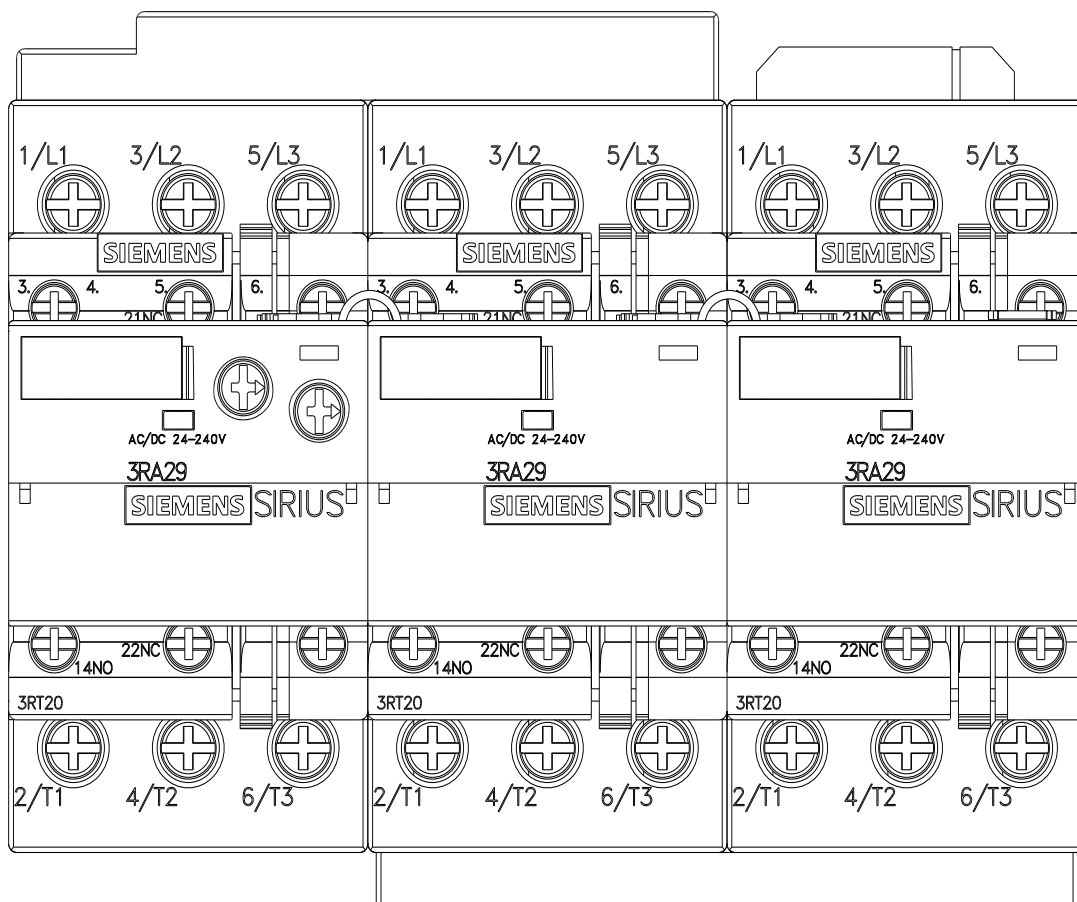 1/L1 3/L2 5/L3 1/L1 3/L2 5/L3 1/L1 3/L2 5/L3
SIEMENS SIEMENS SIEMENS
3. 4. 5. 6. 3. 4. 5. 6. 3. 4. 5. 6.
21NC 21NC 21NC
AC/DC 24-240V AC/DC 24-240V AC/DC 24-240V
3RA29 3RA29 3RA29
SIEMENS SIRIUS SIEMENS SIRIUS SIEMENS SIRIUS
22NC 22NC 22NC
14NO 14NO 14NO
3RT20 3RT20 3RT20
2/T1 4/T2 6/T3 2/T1 4/T2 6/T3 2/T1 4/T2 6/T3